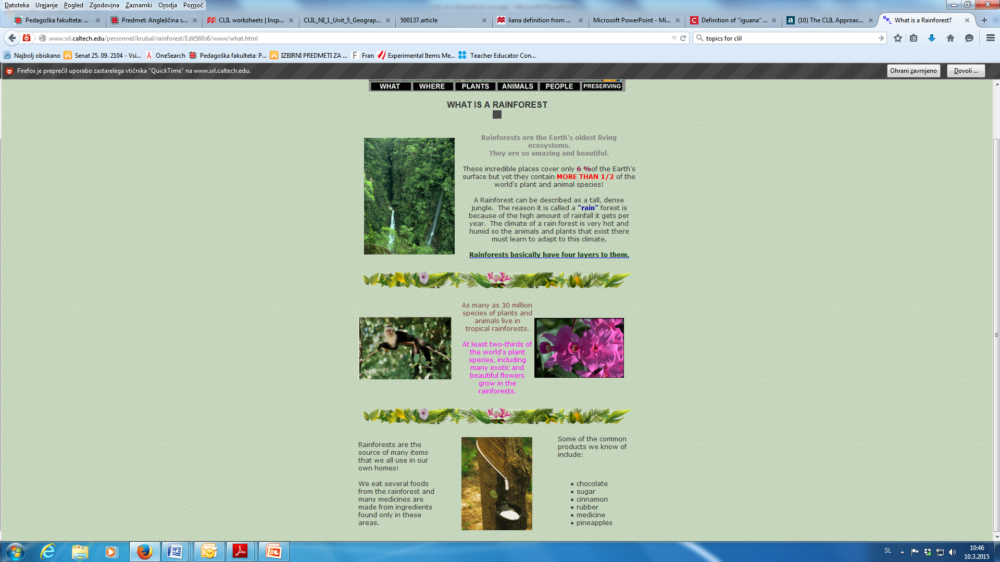 Datoteka Urejanje Pogled Zgodovina Zaznamki Orodja Pomoč
Pedagoška fakulteta: ...
Predmet: Angleščina s...
CLIL worksheets | Insp...
CLIL_NI_1_Unit_5_Geograp...
500137.article
liana definition from ...
Microsoft PowerPoint - Mi...
Definition of “iguana” ...
(10) The CLIL Approac...
What is a Rainforest?
www.srl.caltech.edu/personnel/krubal/rainforest/Edit560s6/www/what.html
topics for clil
Najbolj obiskano
Senat 25. 09. 2104 - Vsi...
OneSearch
Pedagoška fakulteta: P...
IZBIRNI PREDMETI ZA ...
Fran
Experimental Items Me...
Teacher Educator Con...
Firefox je preprečil uporabo zastarelega vtičnika "QuickTime" na www.srl.caltech.edu.
Ohrani zavrnjeno
Dovoli ...
WHAT WHERE PLANTS ANIMALS PEOPLE PRESERVING
WHAT IS A RAINFOREST
Rainforests are the Earth's oldest living
ecosystems.
They are so amazing and beautiful.
These incredible places cover only 6 %of the Earth's
surface but yet they contain MORE THAN 1/2 of the
world's plant and animal species!
A Rainforest can be described as a tall, dense
jungle. The reason it is called a "rain" forest is
because of the high amount of rainfall it gets per
year. The climate of a rain forest is very hot and
humid so the animals and plants that exist there
must learn to adapt to this climate.
Rainforests basically have four layers to them.
As many as 30 million
species of plants and
animals live in
tropical rainforests.
At least two-thirds of
the world's plant
species, including
many exotic and
beautiful flowers
grow in the
rainforests.
Rainforests are the
source of many items
that we all use in our
own homes!
We eat several foods
from the rainforest and
many medicines are
made from ingredients
found only in these
areas.
Some of the common
products we know of
include:
• chocolate
• sugar
• cinnamon
• rubber
• medicine
• pineapples
SL
10:46
10.3.2015